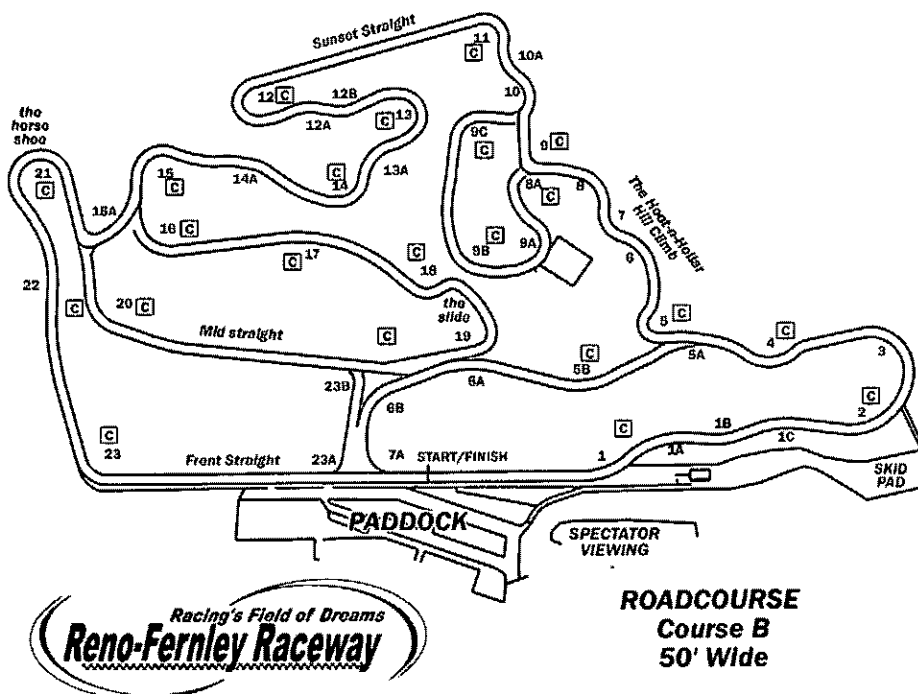 Sunset Straight
11
C
10A
10
12
C
12B
12A
C
13
13A
9C
C
9
C
the
horse
shoe
21
C
15
C
14A
C
14
8A
C
8
7
The Hoot-n-Holler
Hill Climb
15A
16
C
17
C
C
18
9B
C
9A
6
22
C
20
C
the
slide
19
Mid straight
C
5
C
4
C
3
5A
5B
C
6A
23B
6B
2
C
1B
1C
1A
C
1
C
23
Front Straight
23A
7A
START/FINISH
SKID
PAD
PADDOCK
SPECTATOR
VIEWING
Racing's Field of Dreams
Reno-Fernley Raceway
ROADCOURSE
Course B
50' Wide